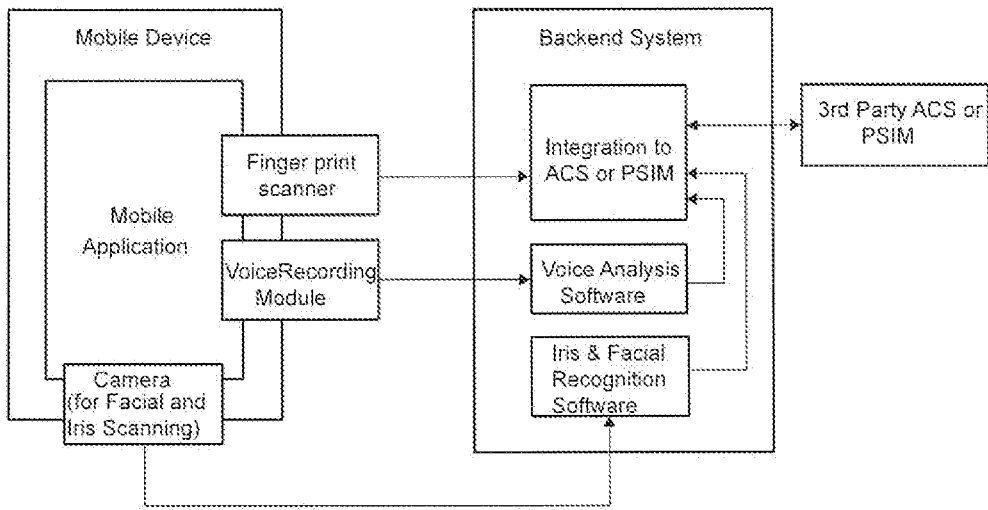 Mobile Device
Mobile
Application
Finger print
scanner
VoiceRecording
Module
Camera
(for Facial and
Iris Scanning)
Backend System
Integration to
ACS or PSIM
Voice Analysis
Software
Iris & Facial
Recognition
Software
3rd Party ACS or
PSIM